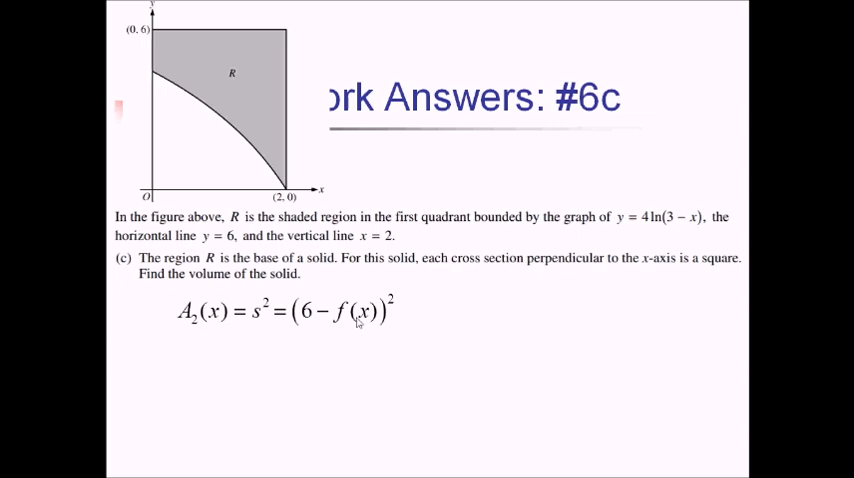 y
(0, 6)
R
ork Answers: #6c
O
(2, 0)
x
In the figure above, R is the shaded region in the first quadrant bounded by the graph of y = 4 ln(3 − x), the
horizontal line y = 6, and the vertical line x = 2.
(c) The region R is the base of a solid. For this solid, each cross section perpendicular to the x-axis is a square.
Find the volume of the solid.
A₂(x) = s² = (6 − f(x))²